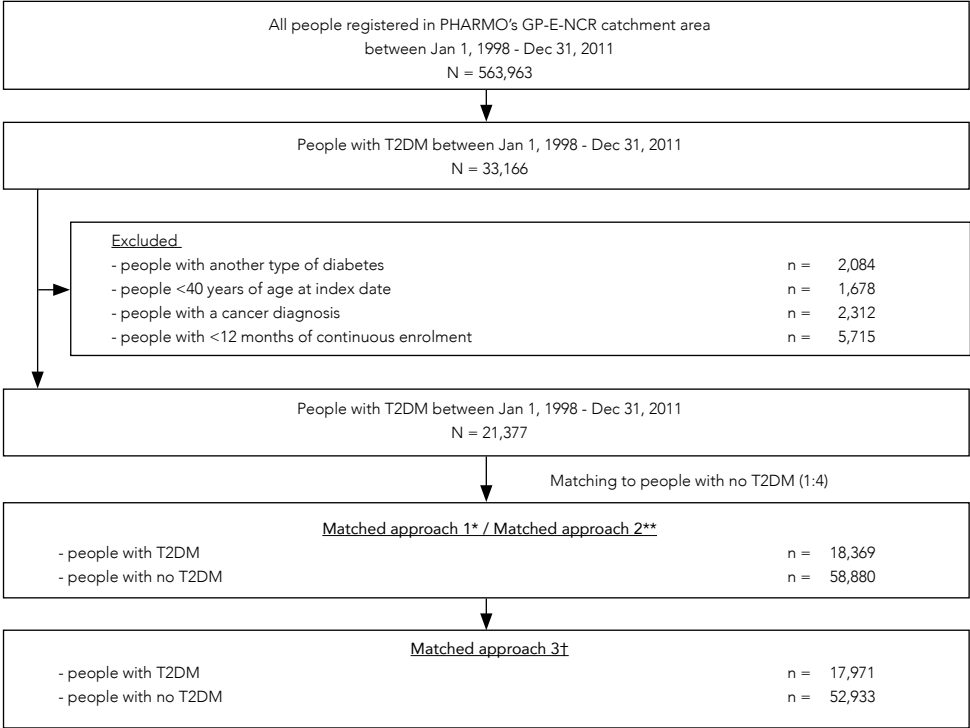 All people registered in PHARMO's GP-E-NCR catchment area
between Jan 1, 1998 - Dec 31, 2011
N = 563,963
People with T2DM between Jan 1, 1998 - Dec 31, 2011
N = 33,166
Excluded
- people with another type of diabetes n = 2,084
- people <40 years of age at index date n = 1,678
- people with a cancer diagnosis n = 2,312
- people with <12 months of continuous enrolment n = 5,715
People with T2DM between Jan 1, 1998 - Dec 31, 2011
N = 21,377
Matching to people with no T2DM (1:4)
Matched approach 1* / Matched approach 2**
- people with T2DM n = 18,369
- people with no T2DM n = 58,880
Matched approach 3†
- people with T2DM n = 17,971
- people with no T2DM n = 52,933